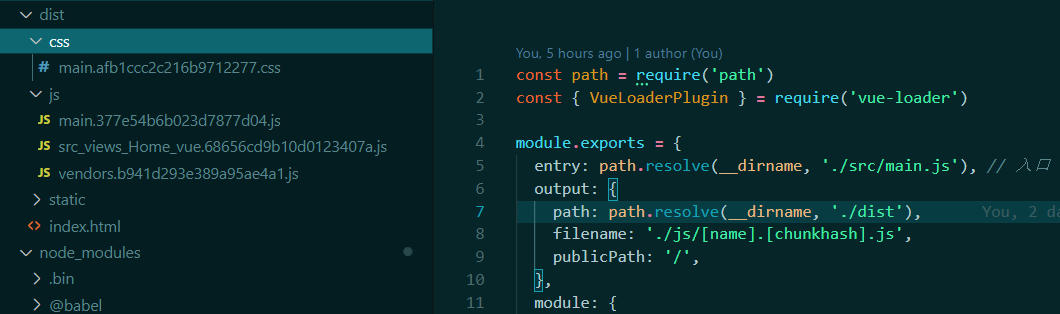 dist
css
# main.afb1ccc2c216b9712277.css
js
JS main.377e54b6b023d7877d04.js
JS src_views_Home_vue.68656cd9b10d0123407a.js
JS vendors.b941d293e389a95ae4a1.js
static
<> index.html
node_modules
.bin
@babel
You, 5 hours ago | 1 author (You)
1 const path = require('path')
2 const { VueLoaderPlugin } = require('vue-loader')
3
4 module.exports = {
5 entry: path.resolve(__dirname, './src/main.js'), // 入口
6 output: {
7 path: path.resolve(__dirname, './dist'), You, 2 da
8 filename: './js/[name].[chunkhash].js',
9 publicPath: '/',
10 },
11 module: {